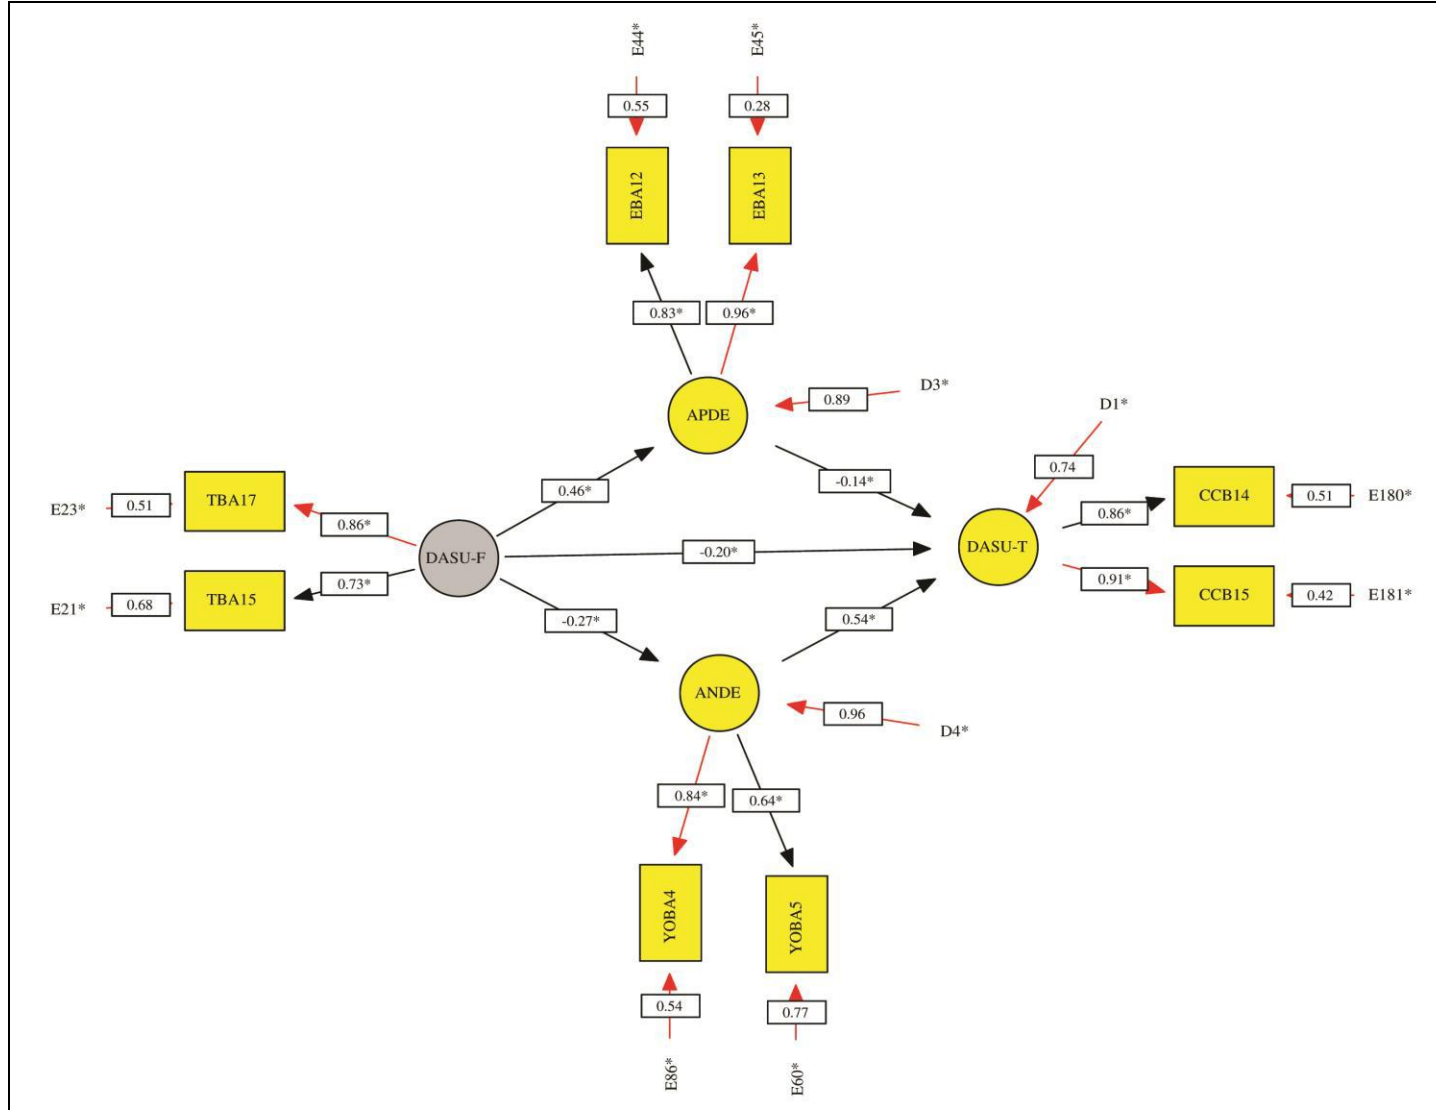 E44*
E45*
0.55
0.28
EBA12
EBA13
0.83*
0.96*
APDE
0.89
D3*
D1*
0.74
-0.14*
0.46*
E23*
0.51
TBA17
0.86*
DASU-F
-0.20*
DASU-T
0.86*
CCB14
0.51
E180*
E21*
0.68
TBA15
0.73*
0.91*
CCB15
0.42
E181*
-0.27*
0.54*
ANDE
0.96
D4*
0.84*
0.64*
YOBA4
YOBA5
0.54
0.77
E86*
E60*